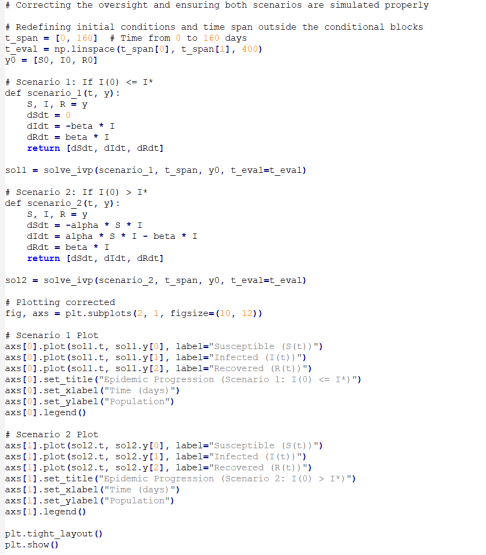 # Correcting the oversight and ensuring both scenarios are simulated properly
# Redefining initial conditions and time span outside the conditional blocks
t_span = [0, 160]  # Time from 0 to 160 days
t_eval = np.linspace(t_span[0], t_span[1], 400)
y0 = [S0, I0, R0]
# Scenario 1: If I(0) <= I*
def scenario_1(t, y):
    S, I, R = y
    dSdt = 0
    dIdt = -beta * I
    dRdt = beta * I
    return [dSdt, dIdt, dRdt]
sol1 = solve_ivp(scenario_1, t_span, y0, t_eval=t_eval)
# Scenario 2: If I(0) > I*
def scenario_2(t, y):
    S, I, R = y
    dSdt = -alpha * S * I
    dIdt = alpha * S * I - beta * I
    dRdt = beta * I
    return [dSdt, dIdt, dRdt]
sol2 = solve_ivp(scenario_2, t_span, y0, t_eval=t_eval)
# Plotting corrected
fig, axs = plt.subplots(2, 1, figsize=(10, 12))
# Scenario 1 Plot
axs[0].plot(sol1.t, sol1.y[0], label="Susceptible (S(t))")
axs[0].plot(sol1.t, sol1.y[1], label="Infected (I(t))")
axs[0].plot(sol1.t, sol1.y[2], label="Recovered (R(t))")
axs[0].set_title("Epidemic Progression (Scenario 1: I(0) <= I*)")
axs[0].set_xlabel("Time (days)")
axs[0].set_ylabel("Population")
axs[0].legend()
# Scenario 2 Plot
axs[1].plot(sol2.t, sol2.y[0], label="Susceptible (S(t))")
axs[1].plot(sol2.t, sol2.y[1], label="Infected (I(t))")
axs[1].plot(sol2.t, sol2.y[2], label="Recovered (R(t))")
axs[1].set_title("Epidemic Progression (Scenario 2: I(0) > I*)")
axs[1].set_xlabel("Time (days)")
axs[1].set_ylabel("Population")
axs[1].legend()
plt.tight_layout()
plt.show()